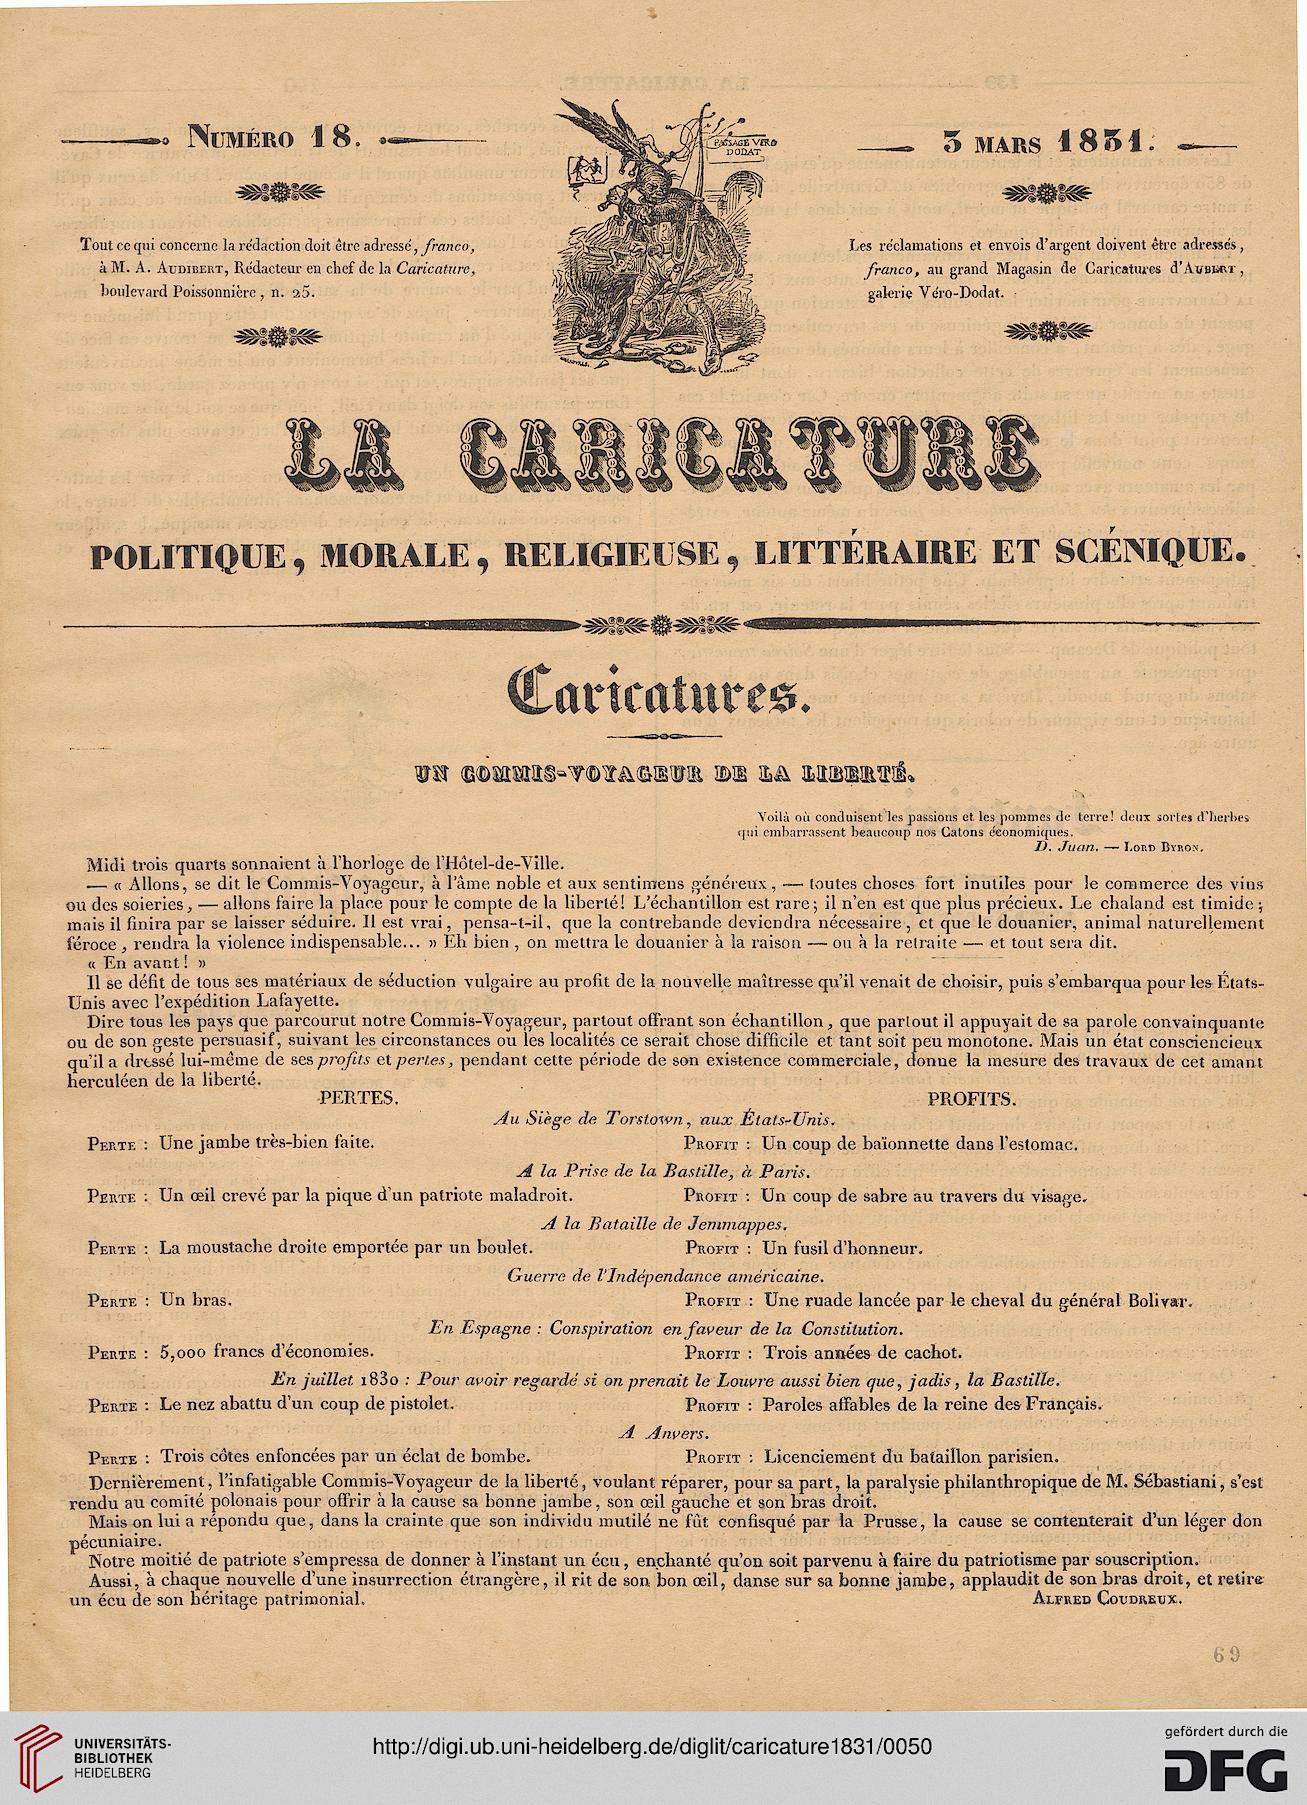 Numéro 18.
3 mars 1831.
PASSAGE VÉRO
DODAT
Tout ce qui concerne la rédaction doit être adressé, franco,
à M. A. Audibert, Rédacteur en chef de la Caricature,
boulevard Poissonnière, n. 25.
Les réclamations et envois d'argent doivent être adressés,
franco, au grand Magasin de Caricatures d'Aubert,
galerie Véro-Dodat.
LA CARICATURE
POLITIQUE, MORALE, RELIGIEUSE, LITTÉRAIRE ET SCÉNIQUE.
Caricatures.
UN COMMIS-VOYAGEUR DE LA LIBERTÉ.
Voilà où conduisent les passions et les pommes de terre! deux sortes d'herbes
qui embarrassent beaucoup nos Catons économiques.
D. Juan. — Lord Byron.
Midi trois quarts sonnaient à l'horloge de l'Hôtel-de-Ville.
— « Allons, se dit le Commis-Voyageur, à l'âme noble et aux sentimens généreux, — toutes choses fort inutiles pour le commerce des vins
ou des soieries, — allons faire la place pour le compte de la liberté! L'échantillon est rare; il n'en est que plus précieux. Le chaland est timide;
mais il finira par se laisser séduire. Il est vrai, pensa-t-il, que la contrebande deviendra nécessaire, et que le douanier, animal naturellement
féroce, rendra la violence indispensable... » Eh bien, on mettra le douanier à la raison — ou à la retraite — et tout sera dit.
« En avant! »
Il se défit de tous ses matériaux de séduction vulgaire au profit de la nouvelle maîtresse qu'il venait de choisir, puis s'embarqua pour les États-
Unis avec l'expédition Lafayette.
Dire tous les pays que parcourut notre Commis-Voyageur, partout offrant son échantillon, que partout il appuyait de sa parole convainquante
ou de son geste persuasif, suivant les circonstances ou les localités ce serait chose difficile et tant soit peu monotone. Mais un état consciencieux
qu'il a dressé lui-même de ses profits et pertes, pendant cette période de son existence commerciale, donne la mesure des travaux de cet amant
herculéen de la liberté.
PERTES.
PROFITS.
Au Siège de Torstown, aux États-Unis.
Perte : Une jambe très-bien faite.
Profit : Un coup de baïonnette dans l'estomac.
A la Prise de la Bastille, à Paris.
Perte : Un œil crevé par la pique d'un patriote maladroit.
Profit : Un coup de sabre au travers du visage.
A la Bataille de Jemmappes.
Perte : La moustache droite emportée par un boulet.
Profit : Un fusil d'honneur.
Guerre de l'Indépendance américaine.
Perte : Un bras.
Profit : Une ruade lancée par le cheval du général Bolivar.
En Espagne : Conspiration en faveur de la Constitution.
Perte : 5,000 francs d'économies.
Profit : Trois années de cachot.
En juillet 1830 : Pour avoir regardé si on prenait le Louvre aussi bien que, jadis, la Bastille.
Perte : Le nez abattu d'un coup de pistolet.
Profit : Paroles affables de la reine des Français.
A Anvers.
Perte : Trois côtes enfoncées par un éclat de bombe.
Profit : Licenciement du bataillon parisien.
Dernièrement, l'infatigable Commis-Voyageur de la liberté, voulant réparer, pour sa part, la paralysie philanthropique de M. Sébastiani, s'est
rendu au comité polonais pour offrir à la cause sa bonne jambe, son œil gauche et son bras droit.
Mais on lui a répondu que, dans la crainte que son individu mutilé ne fût confisqué par la Prusse, la cause se contenterait d'un léger don
pécuniaire.
Notre moitié de patriote s'empressa de donner à l'instant un écu, enchanté qu'on soit parvenu à faire du patriotisme par souscription.
Aussi, à chaque nouvelle d'une insurrection étrangère, il rit de son bon œil, danse sur sa bonne jambe, applaudit de son bras droit, et retire
un écu de son héritage patrimonial.
Alfred Coudreux.
69
UNIVERSITÄTS-
BIBLIOTHEK
HEIDELBERG
http://digi.ub.uni-heidelberg.de/diglit/caricature1831/0050
gefördert durch die
DFG